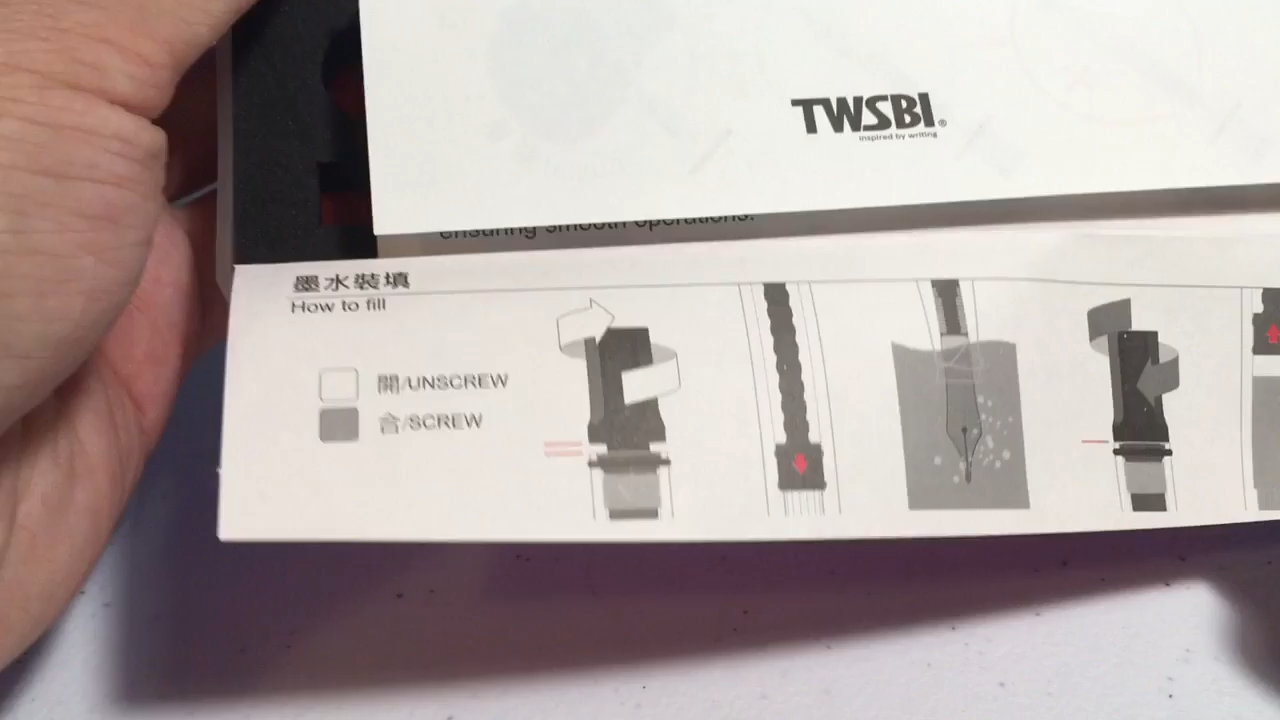 TWSBI®
inspired by writing
ensuring smooth operations.
墨水裝填
How to fill
開/UNSCREW
合/SCREW